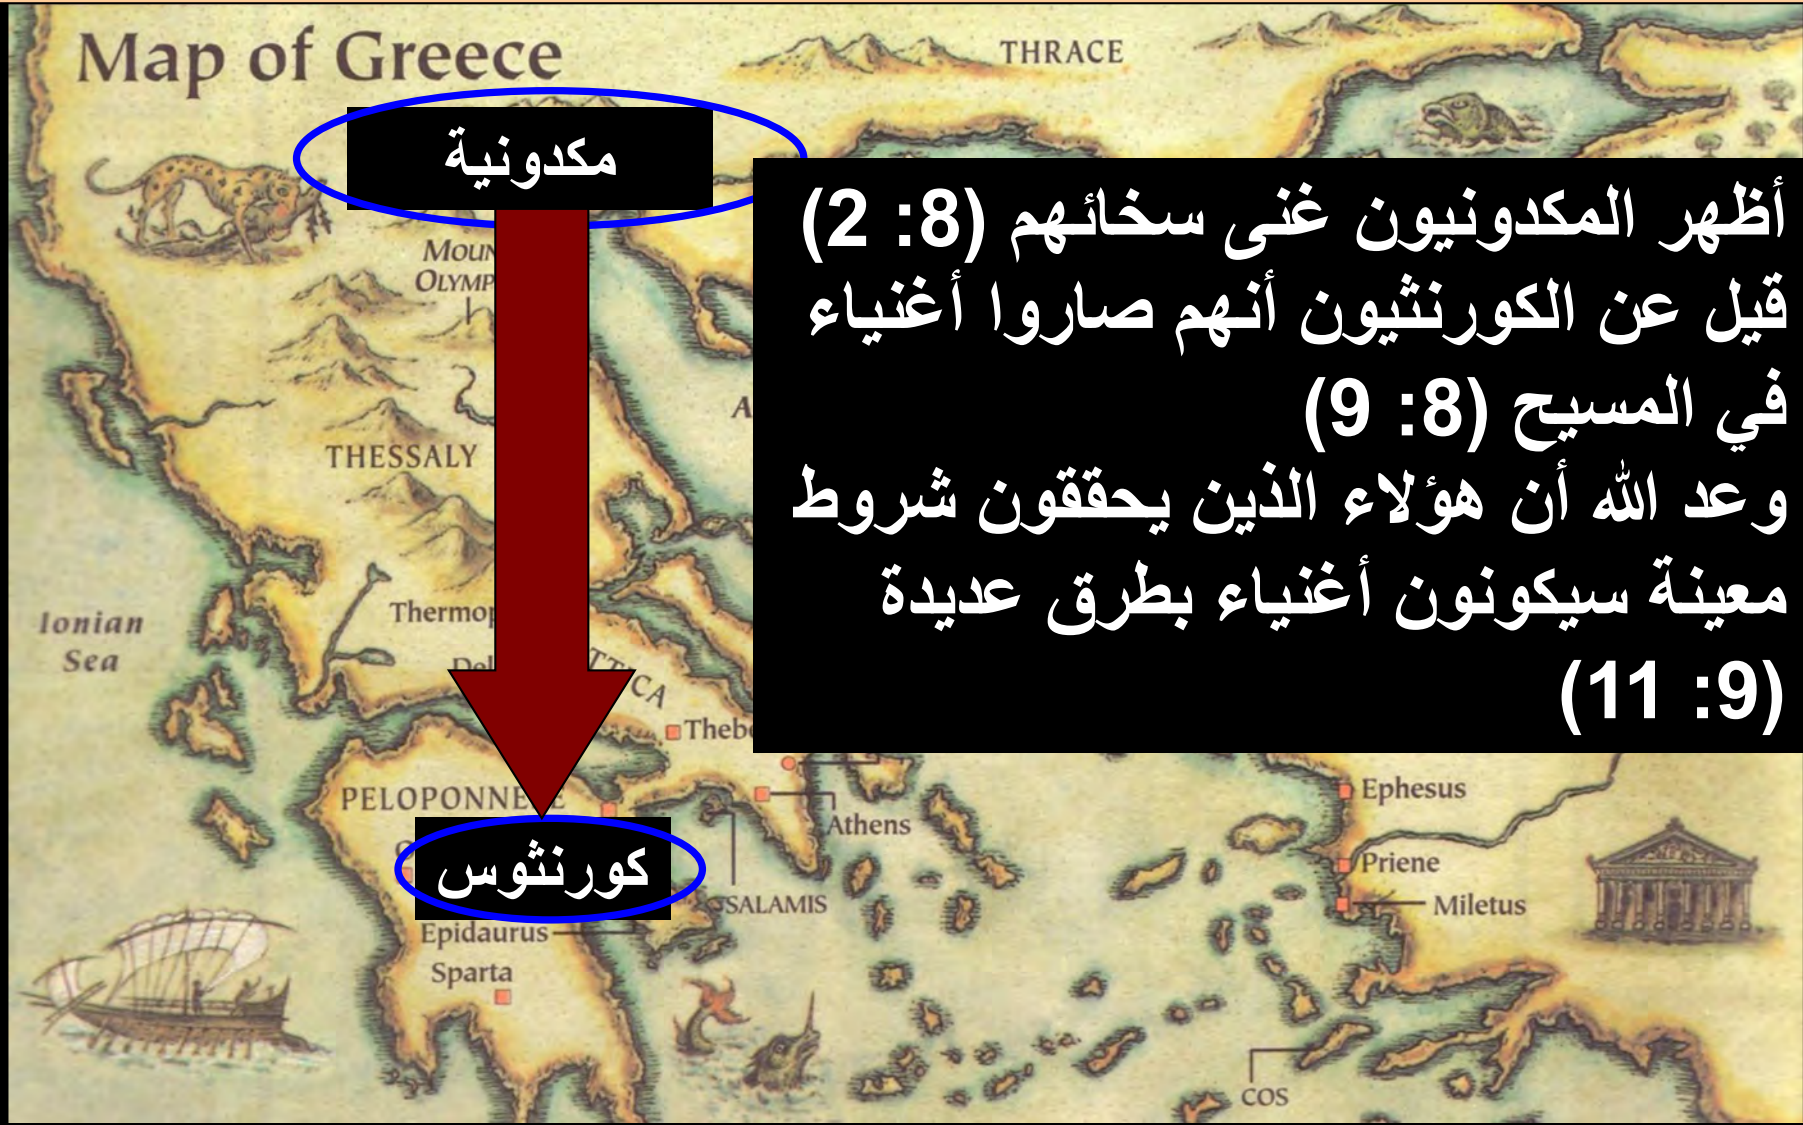 Map of Greece
THRACE
مكدونية
أظهر المكدونيون غنى سخائهم (8: 2)
قيل عن الكورنثيون أنهم صاروا أغنياء
في المسيح (8: 9)
وعد الله أن هؤلاء الذين يحققون شروط
معينة سيكونون أغنياء بطرق عديدة
(9: 11)
THESSALY
Ionian
Sea
PELOPONNE
كورنثوس
Athens
SALAMIS
Epidaurus
Sparta
Ephesus
Priene
Miletus
COS